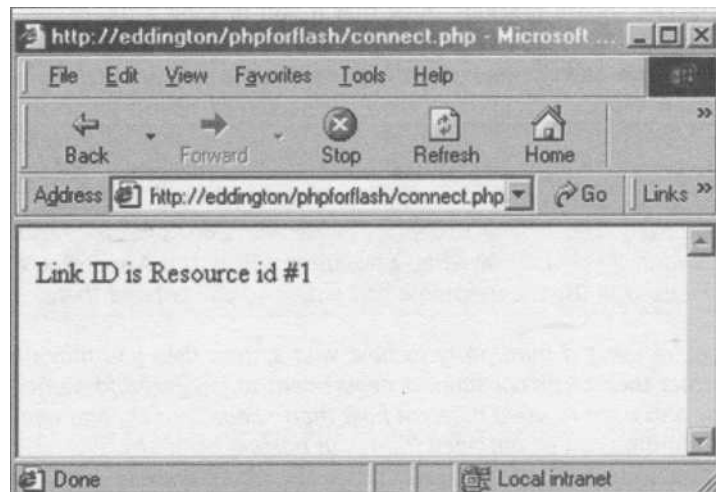 http://eddington/phpforflash/connect.php - Microsoft ...
File Edit View Favorites Tools Help
Back Forward Stop Refresh Home »
Address http://eddington/phpforflash/connect.php Go Links »
Link ID is Resource id #1
Done Local intranet